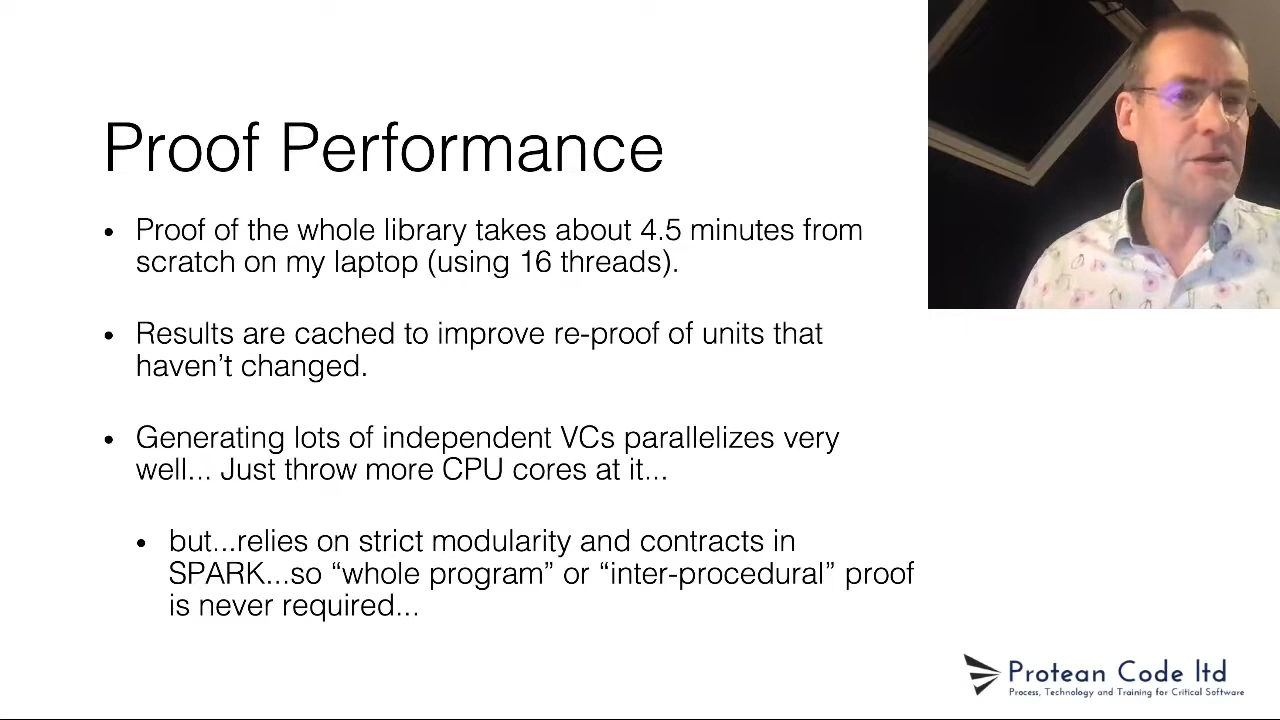 Proof Performance
• Proof of the whole library takes about 4.5 minutes from
scratch on my laptop (using 16 threads).
• Results are cached to improve re-proof of units that
haven’t changed.
• Generating lots of independent VCs parallelizes very
well... Just throw more CPU cores at it...
• but...relies on strict modularity and contracts in
SPARK...so “whole program” or “inter-procedural” proof
is never required...
Protean Code ltd
Process, Technology and Training for Critical Software